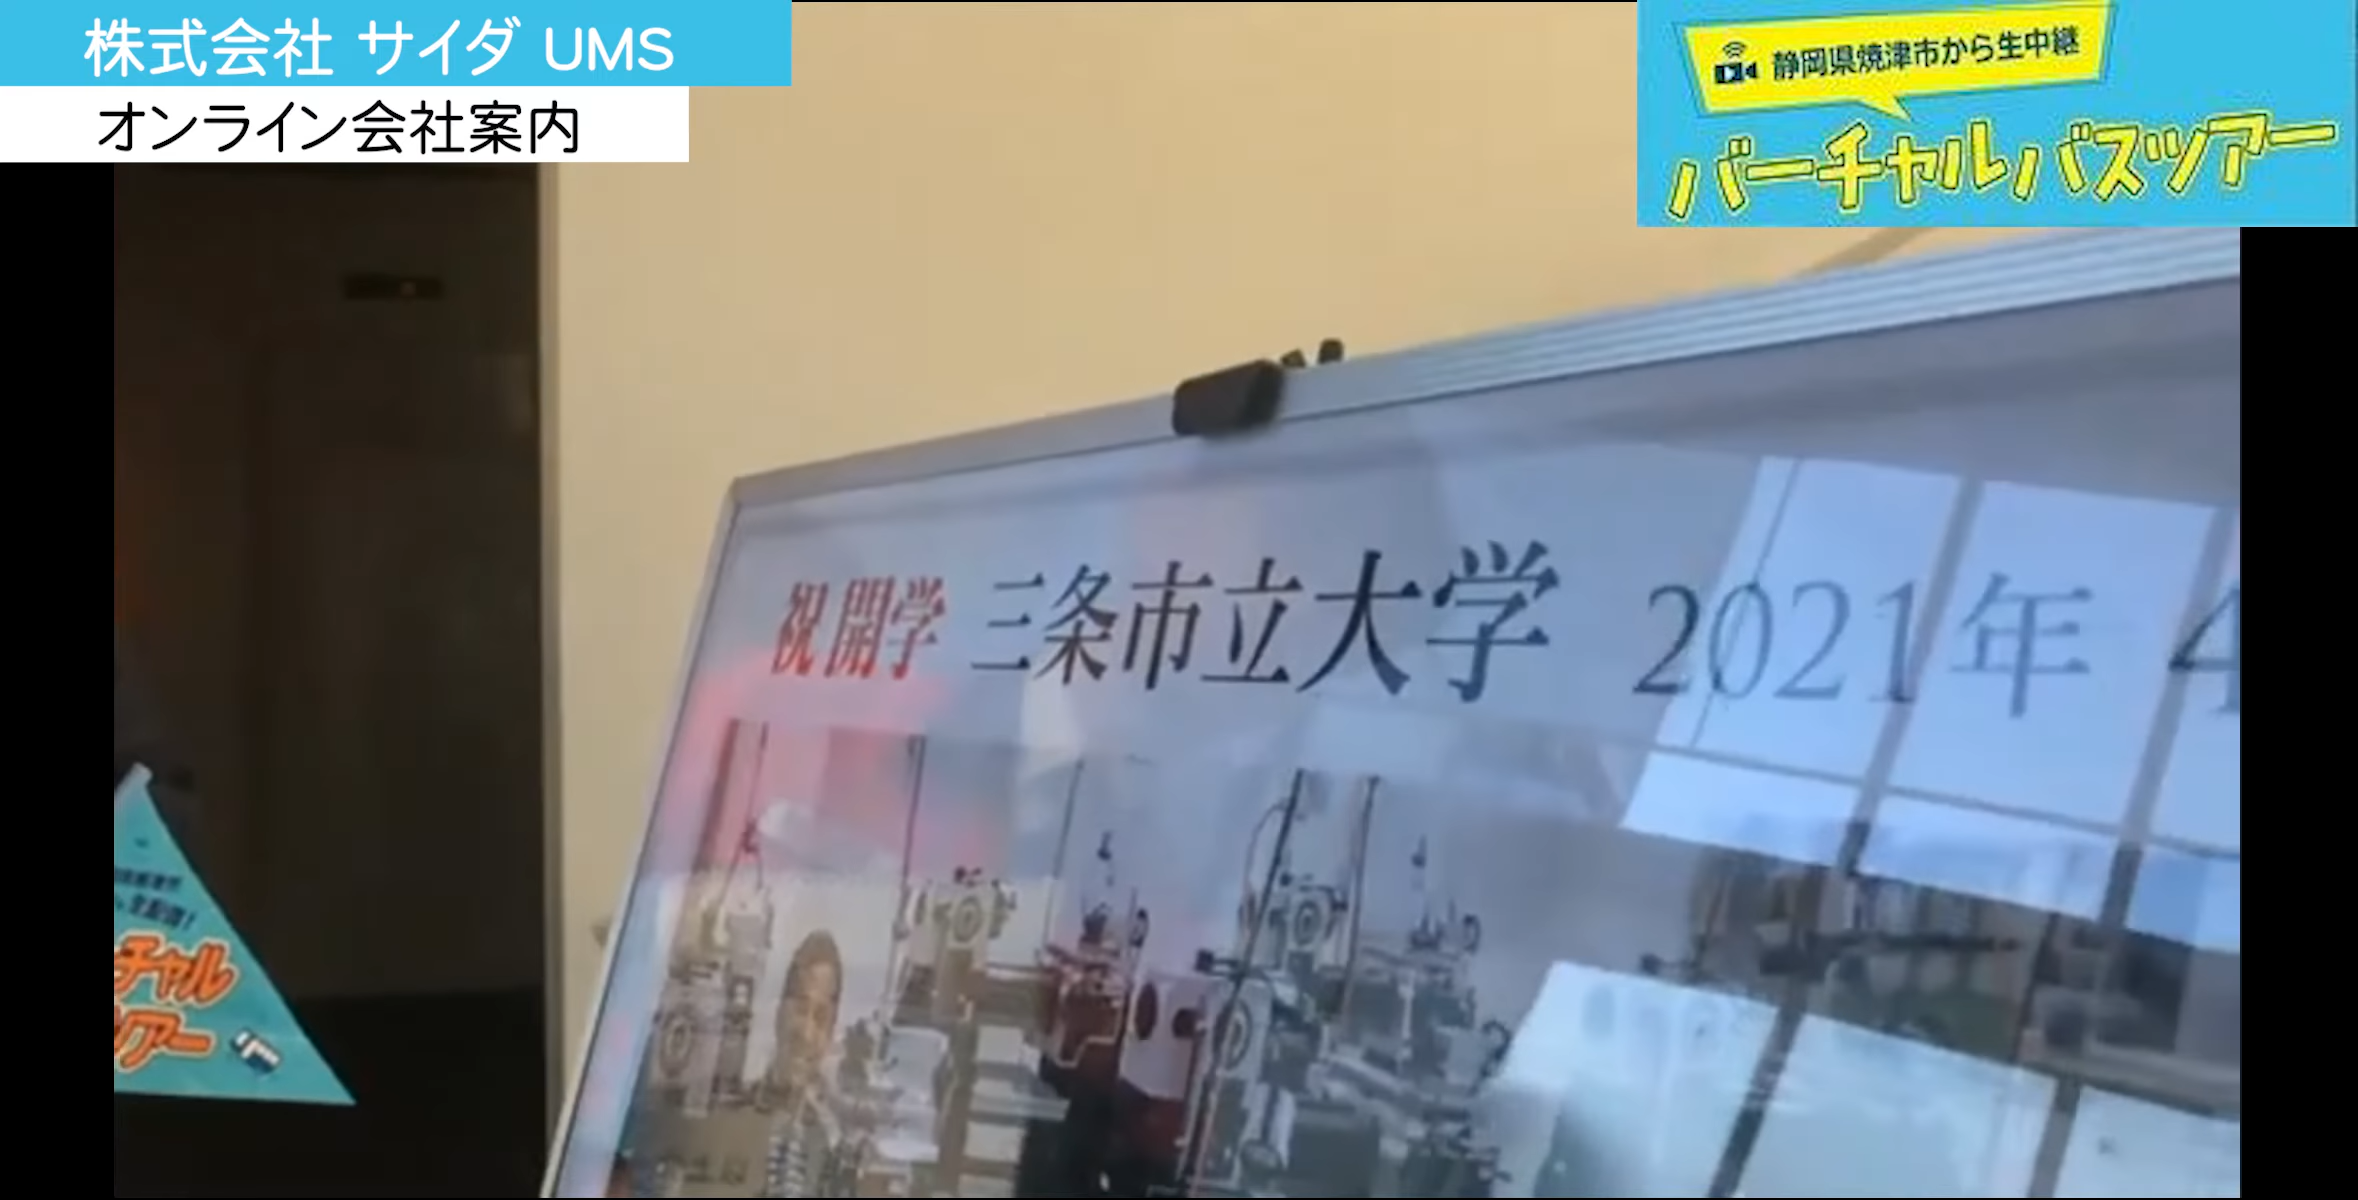 株式会社 サイダ UMS
オンライン会社案内
静岡県焼津市から生中継
バーチャルバスツアー
祝 開学 三条市立大学 2021年 4
チャル
ツアー